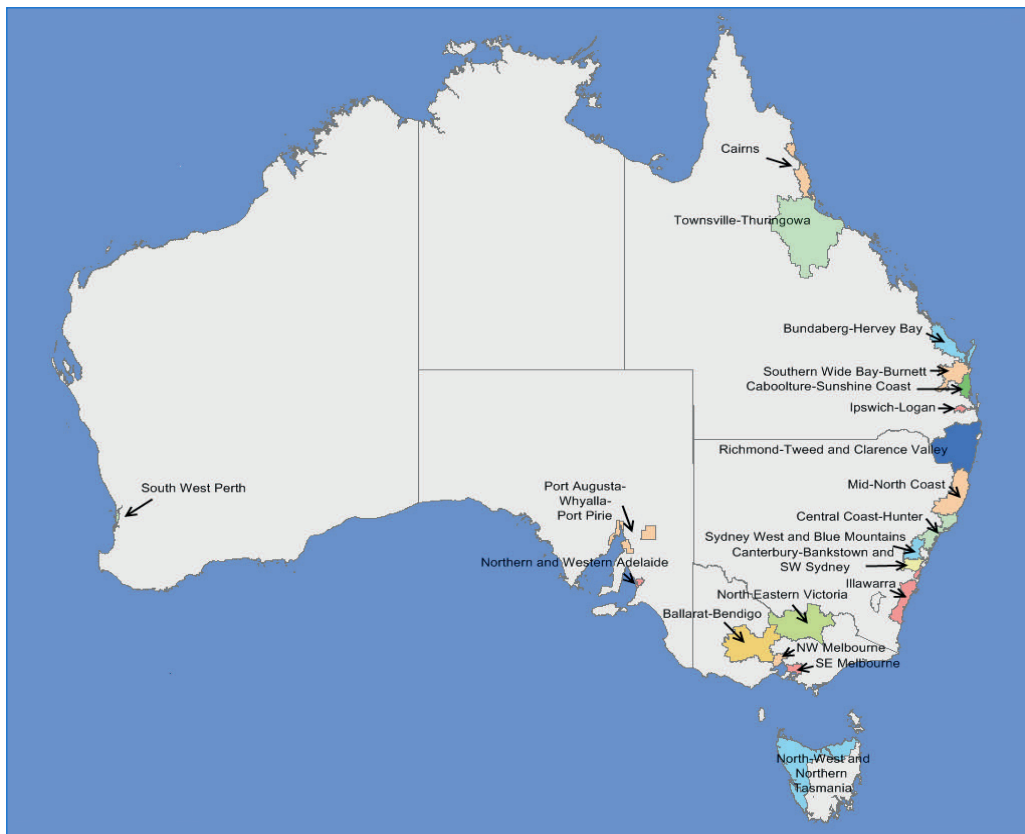 Cairns
Townsville-Thuringowa
Bundaberg-Hervey Bay
Southern Wide Bay-Burnett
Caboolture-Sunshine Coast
Ipswich-Logan
Richmond-Tweed and Clarence Valley
Mid-North Coast
South West Perth
Port Augusta-
Whyalla-
Port Pirie
Central Coast-Hunter
Sydney West and Blue Mountains
Canterbury-Bankstown and
SW Sydney
Northern and Western Adelaide
Illawarra
North Eastern Victoria
Ballarat-Bendigo
NW Melbourne
SE Melbourne
North-West and
Northern
Tasmania